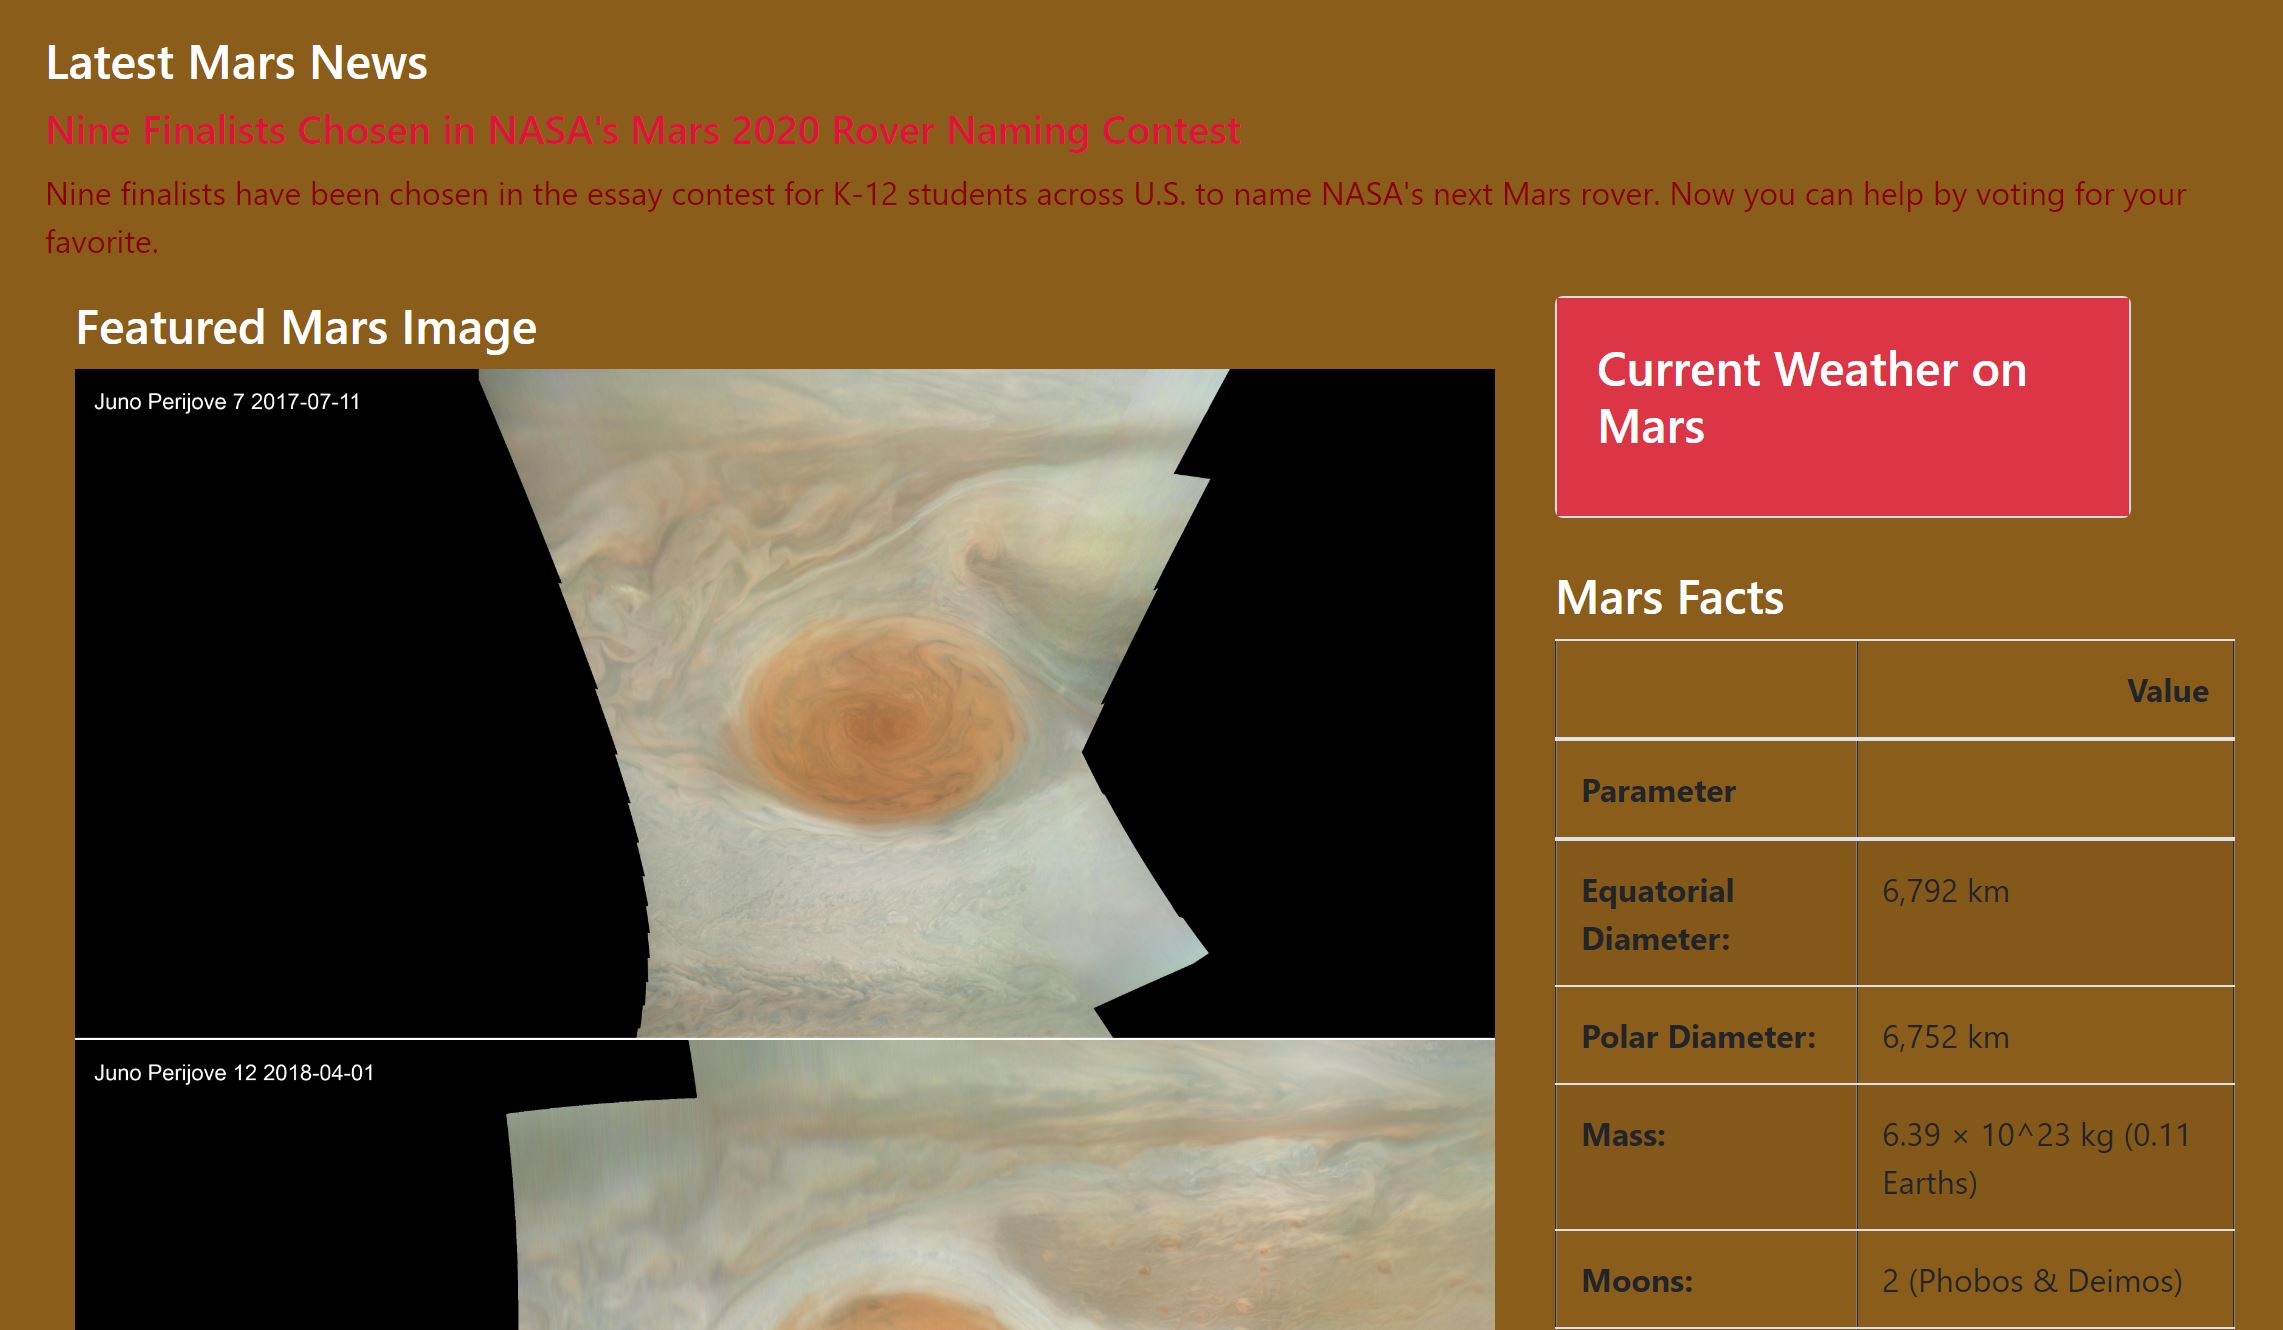 Latest Mars News
Nine Finalists Chosen in NASA's Mars 2020 Rover Naming Contest
Nine finalists have been chosen in the essay contest for K-12 students across U.S. to name NASA's next Mars rover. Now you can help by voting for your
favorite.
Featured Mars Image
Juno Perijove 7 2017-07-11
Juno Perijove 12 2018-04-01
Current Weather on
Mars
Mars Facts
Value
Parameter
Equatorial
Diameter:
6,792 km
Polar Diameter:
6,752 km
Mass:
6.39 × 10^23 kg (0.11
Earths)
Moons:
2 (Phobos & Deimos)